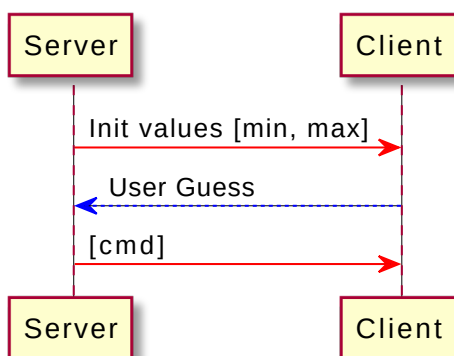 Server
Client
Init values [min, max]
User Guess
[cmd]
Server
Client